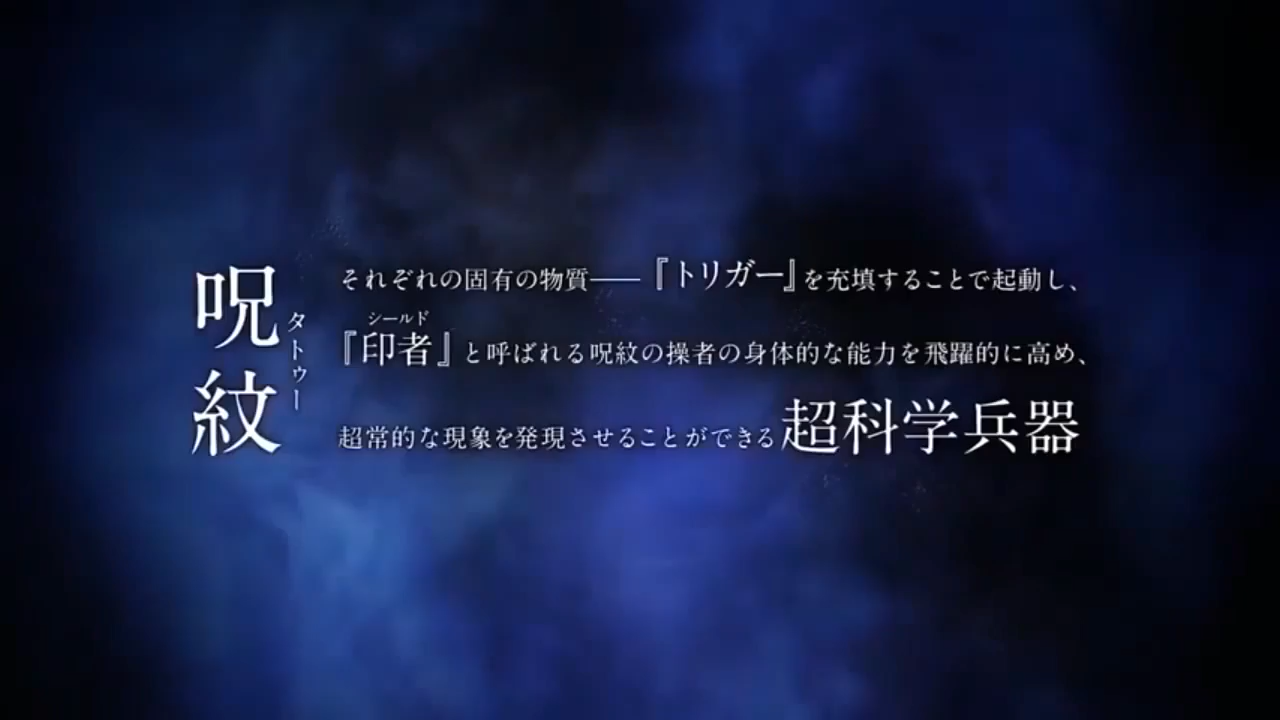 呪紋
タトゥー
それぞれの固有の物質――『トリガー』を充填することで起動し、
シールド
『印者』と呼ばれる呪紋の操者の身体的な能力を飛躍的に高め、
超常的な現象を発現させることができる超科学兵器